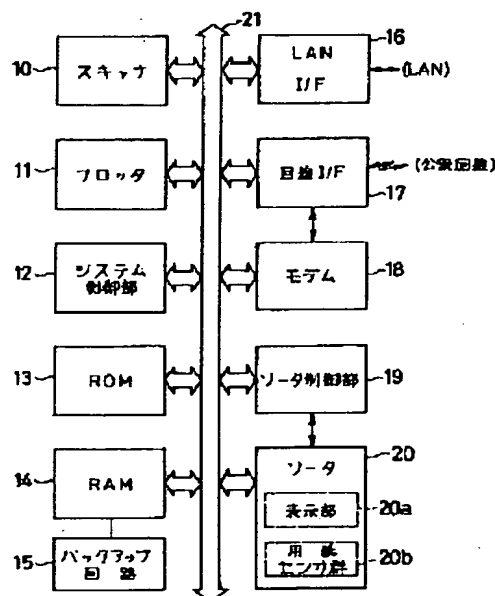 21
10
スキャナ
LAN
I/F
16
(LAN)
11
プロッタ
回線I/F
(公衆回線)
17
12
システム
制御部
モデム
18
13
ROM
ソータ制御部
19
14
RAM
ソータ
20
表示部
20a
用紙
センサ群
20b
15
バックアップ
回路